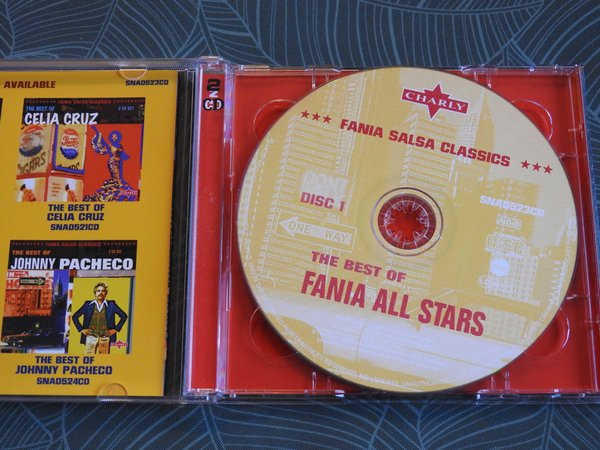 AVAILABLE
SNAD523CD
FANIA SALSA CLASSICS
THE BEST OF
2 CD SET
CELIA CRUZ
THE BEST OF
CELIA CRUZ
SNAD521CD
FANIA SALSA CLASSICS
THE BEST OF
2 CD SET
JOHNNY PACHECO
THE BEST OF
JOHNNY PACHECO
SNAD524CD
2
CD
CHARLY
*** FANIA SALSA CLASSICS ***
DISC 1
SNAD523CD
ONE WAY
THE BEST OF
FANIA ALL STARS